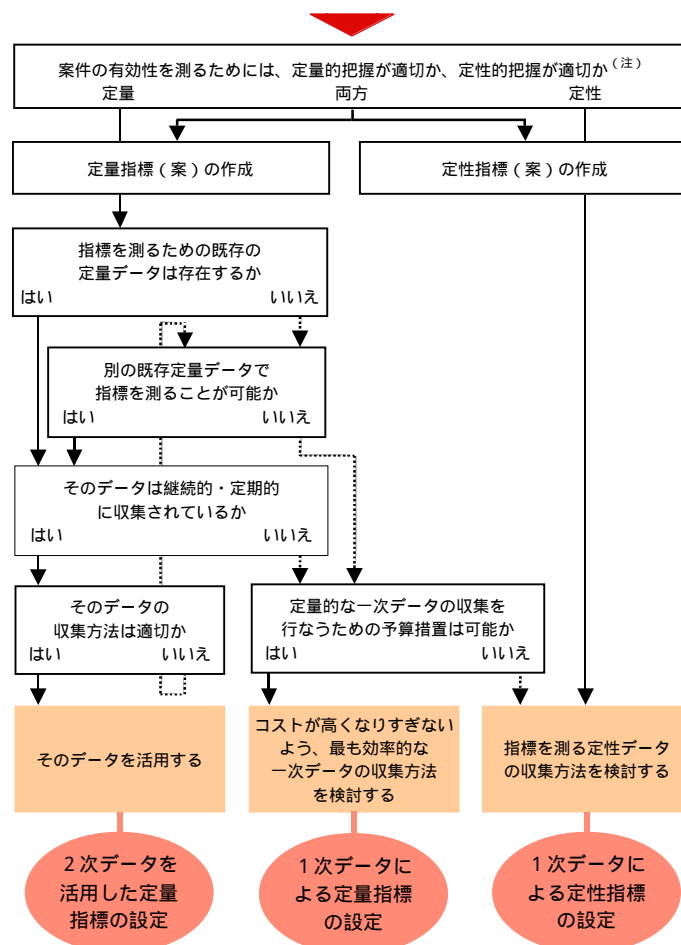 案件の有効性を測るためには、定量的把握が適切か、定性的把握が適切か(注)
定量 両方 定性
定量指標(案)の作成
定性指標(案)の作成
指標を測るための既存の
定量データは存在するか
はい いいえ
別の既存定量データで
指標を測ることが可能か
はい いいえ
そのデータは継続的・定期的
に収集されているか
はい いいえ
そのデータの
収集方法は適切か
はい いいえ
定量的な一次データの収集を
行なうための予算措置は可能か
はい いいえ
そのデータを活用する
コストが高くなりすぎない
よう、最も効率的な
一次データの収集方法
を検討する
指標を測る定性データ
の収集方法を検討する
2次データを
活用した定量
指標の設定
1次データに
よる定量指標
の設定
1次データに
よる定性指標
の設定